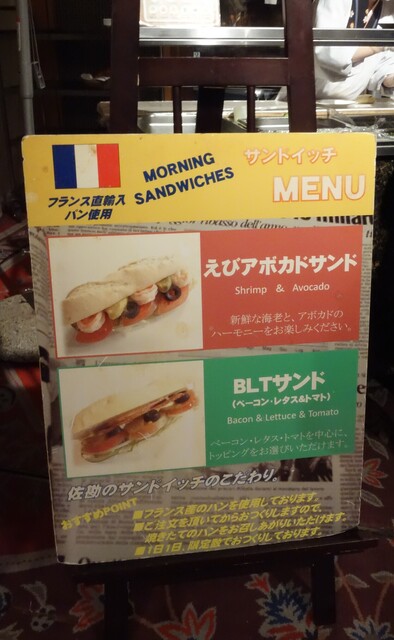 フランス直輸入
パン使用
MORNING
SANDWICHES
サンドイッチ
MENU
えびアボカドサンド
Shrimp & Avocado
新鮮な海老と、アボカドの
ハーモニーをお楽しみください。
BLTサンド
(ベーコン・レタス&トマト)
Bacon & Lettuce & Tomato
ベーコン・レタス・トマトを中心に、
トッピングをお選びいただけます。
佐勘のサンドイッチのこだわり。
おすすめPOINT
■フランス産のパンを使用しております。
■ご注文を頂いてからおつくりしますので、
焼きたてのパンをお召しあがりいただけます。
■1日1、限定数でおつくりしております。